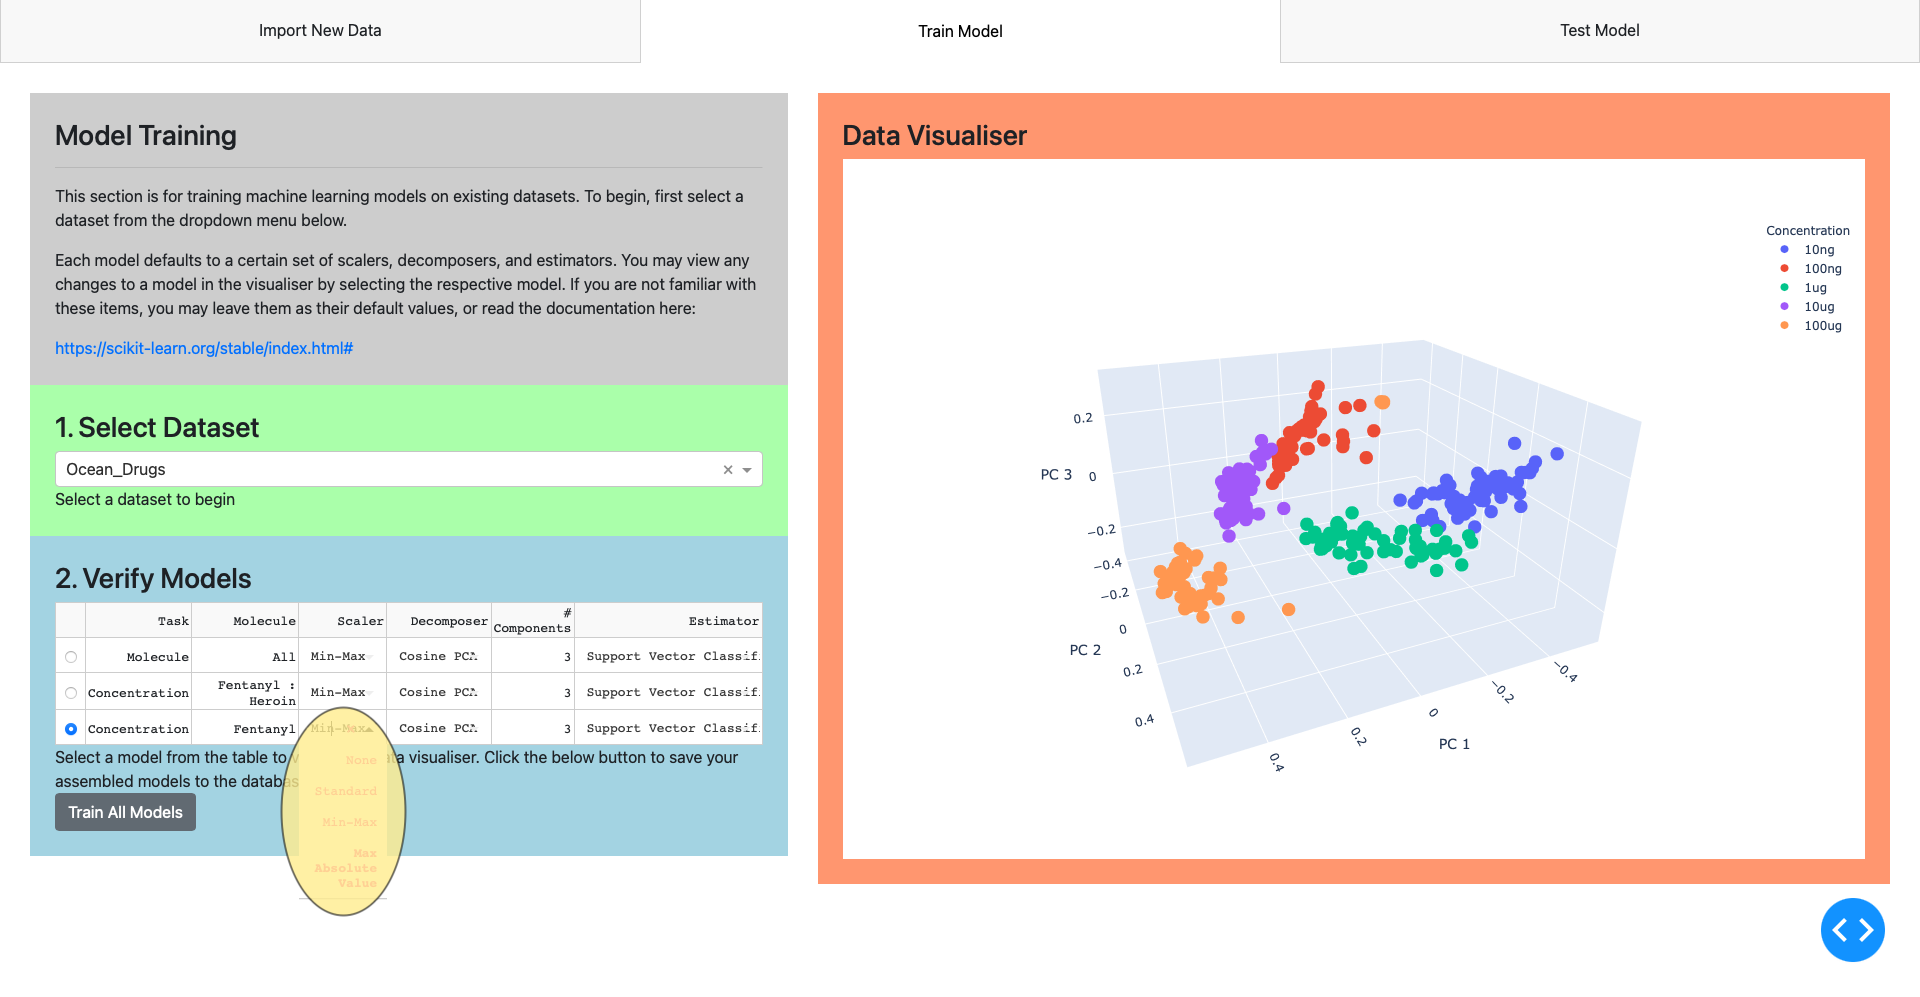 Import New Data
Train Model
Test Model
Model Training
This section is for training machine learning models on existing datasets. To begin, first select a
dataset from the dropdown menu below.
Each model defaults to a certain set of scalers, decomposers, and estimators. You may view any
changes to a model in the visualiser by selecting the respective model. If you are not familiar with
these items, you may leave them as their default values, or read the documentation here:
https://scikit-learn.org/stable/index.html#
1. Select Dataset
Ocean_Drugs ×
Select a dataset to begin
2. Verify Models
Task Molecule Scaler Decomposer # Components Estimator
Molecule All Min-Max Cosine PCA 3 Support Vector Classif
Concentration Fentanyl : Heroin Min-Max Cosine PCA 3 Support Vector Classif
Concentration Fentanyl Min-Max Cosine PCA 3 Support Vector Classif
Select a model from the table to visualiser. Click the below button to save your
assembled models to the databas
None
Standard
Min-Max
Max
Absolute
Value
Train All Models
Data Visualiser
Concentration
10ng
100ng
1ug
10ug
100ug
PC 3
0.2
0
−0.2
PC 2
−0.4
−0.2
0
0.2
0.4
PC 1
0.4
0.2
0
−0.2
−0.4